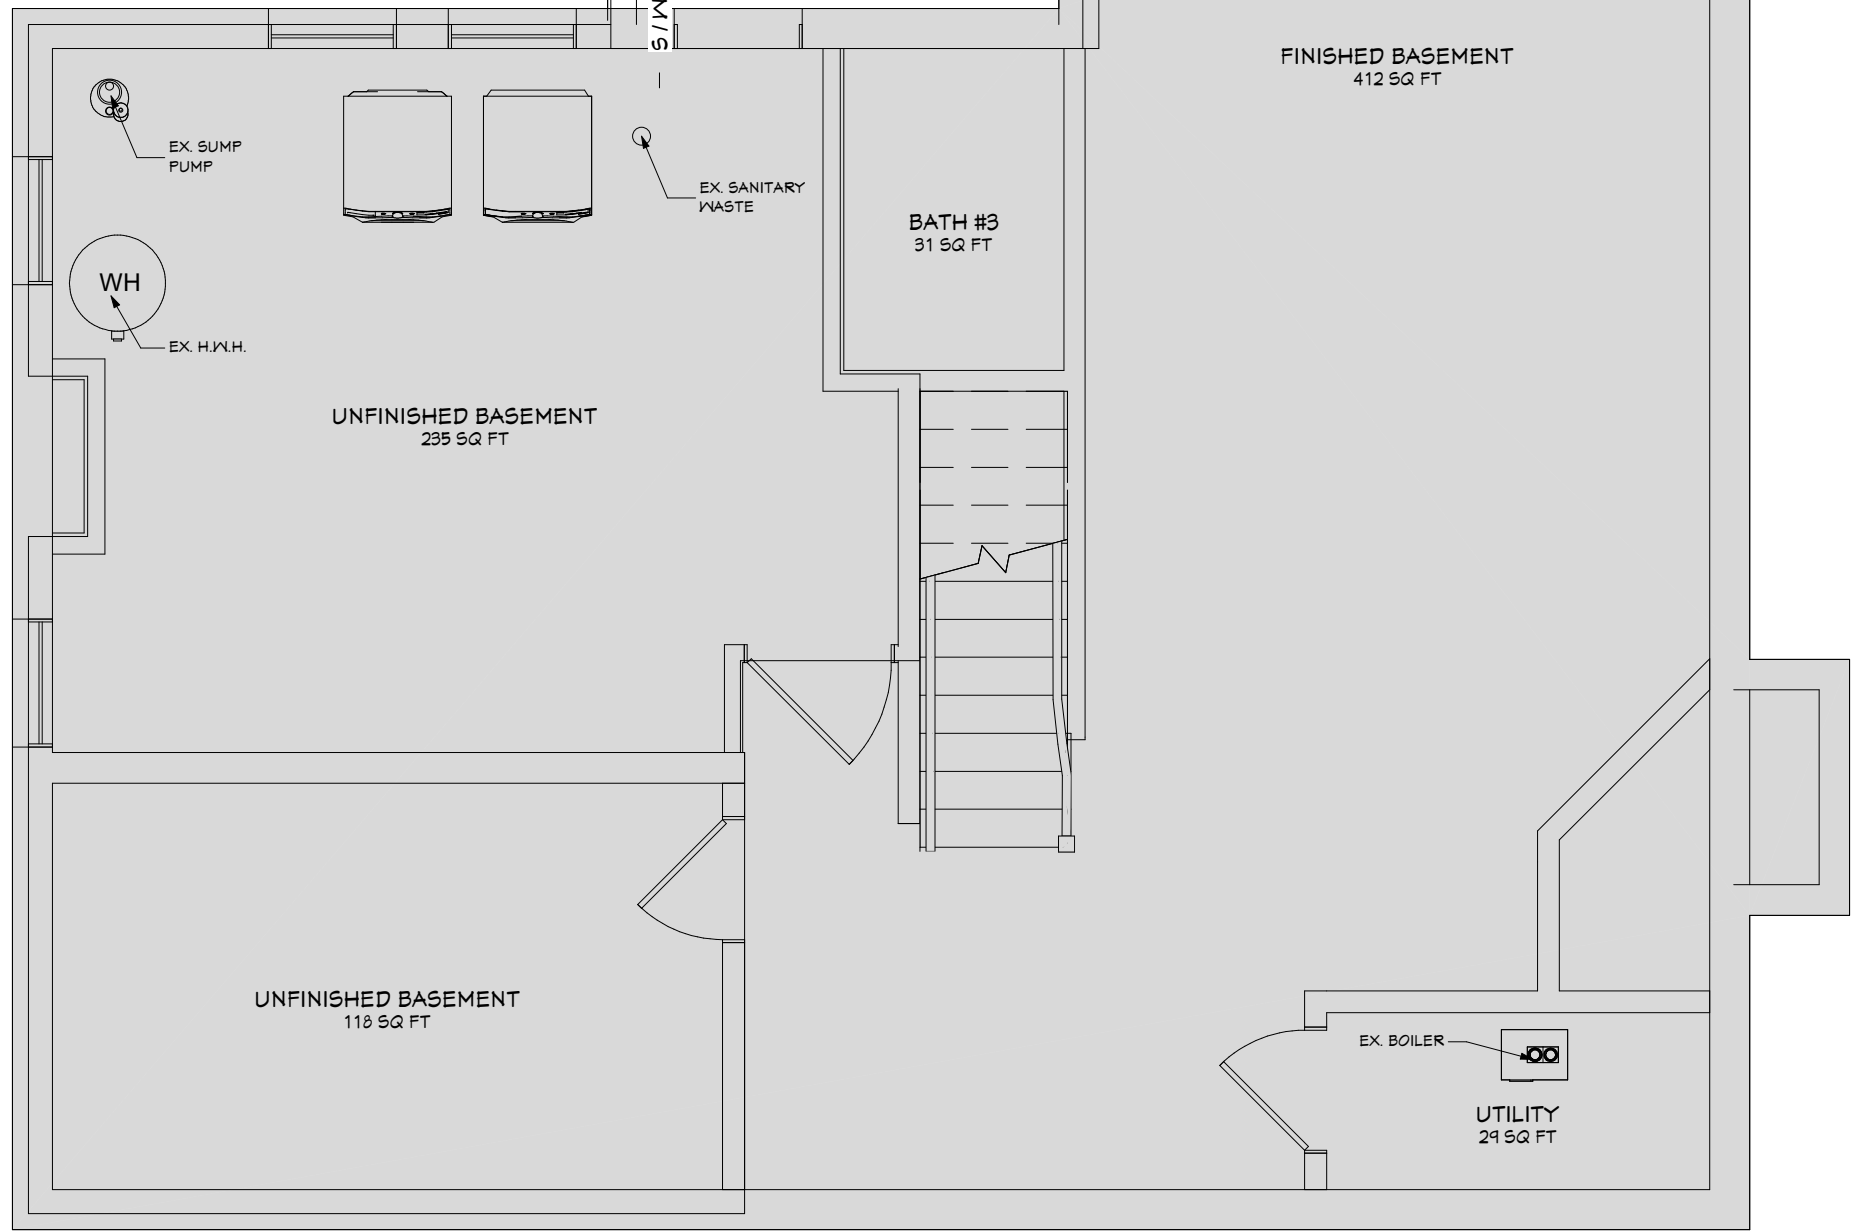 M/S
FINISHED BASEMENT
412 SQ FT
EX. SUMP
PUMP
EX. SANITARY
WASTE
BATH #3
31 SQ FT
WH
EX. H.W.H.
UNFINISHED BASEMENT
235 SQ FT
UNFINISHED BASEMENT
118 SQ FT
EX. BOILER
UTILITY
29 SQ FT